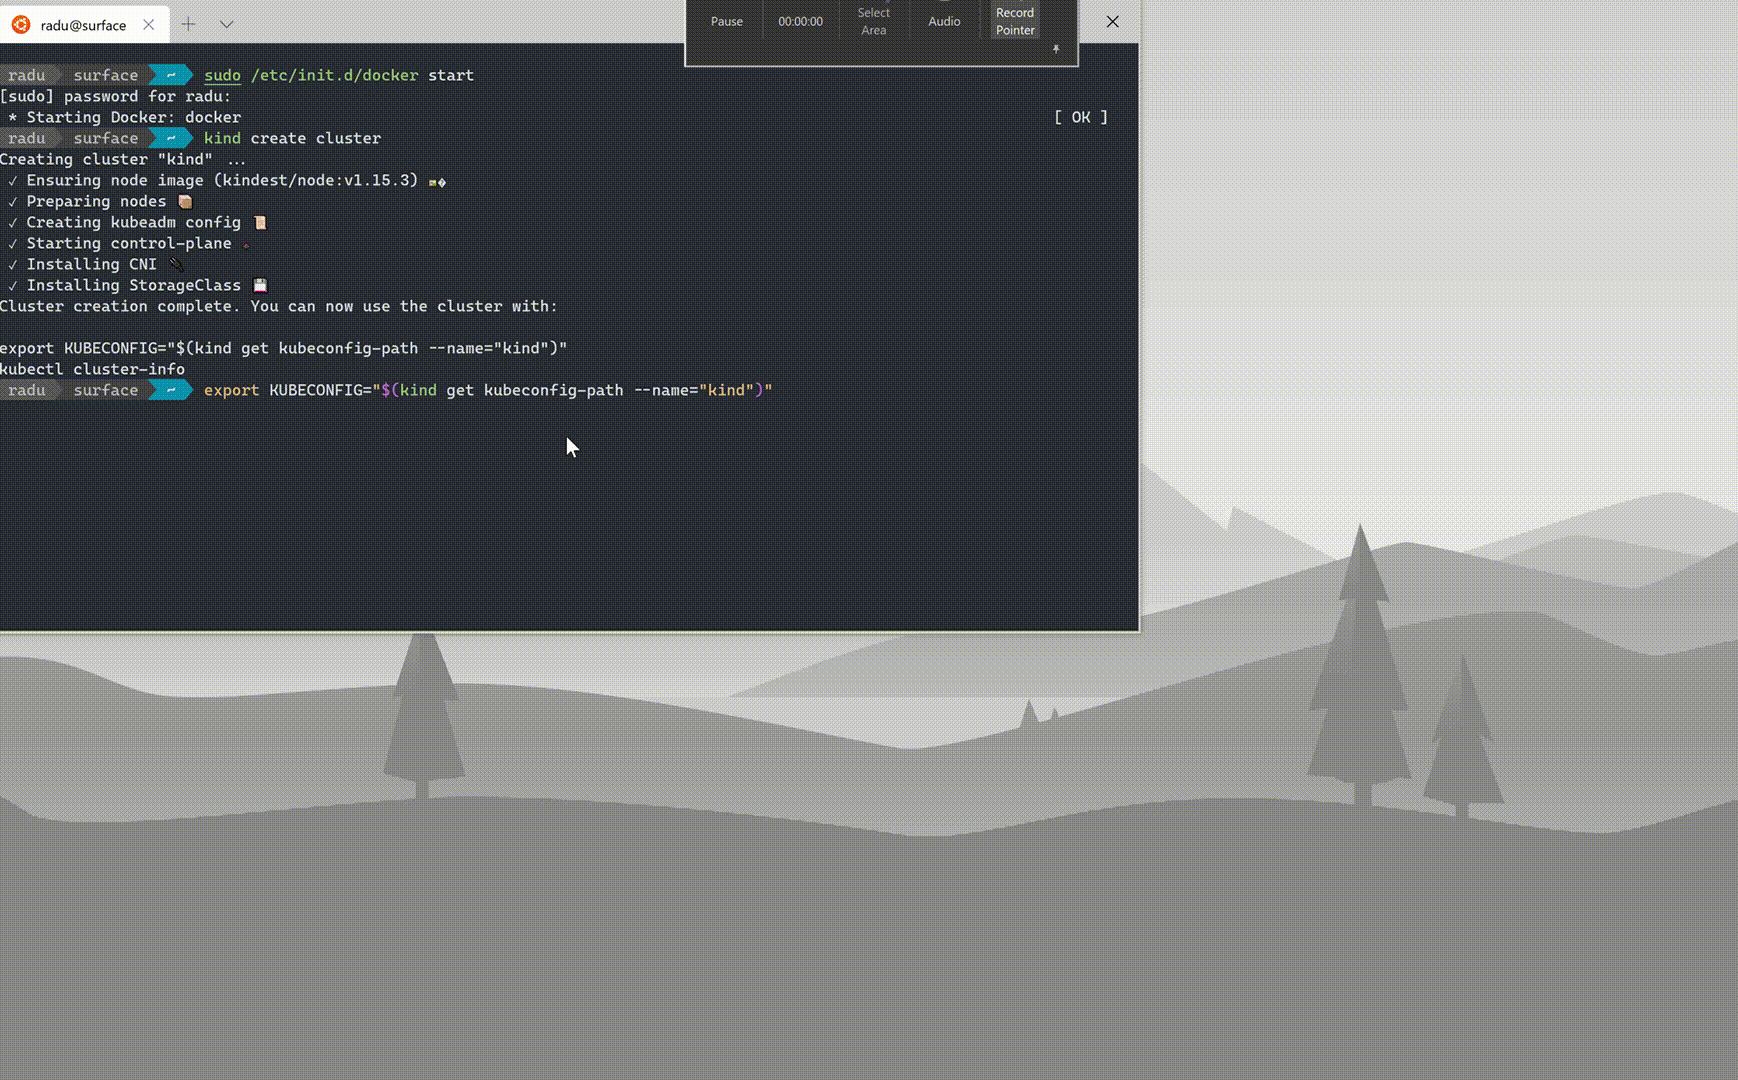 radu@surface
Pause
00:00:00
Select
Area
Audio
Record
Pointer
radu surface ~ sudo /etc/init.d/docker start
[sudo] password for radu:
* Starting Docker: docker [ OK ]
radu surface ~ kind create cluster
Creating cluster "kind" ...
✓ Ensuring node image (kindest/node:v1.15.3)
✓ Preparing nodes 📦
✓ Creating kubeadm config 📜
✓ Starting control-plane
✓ Installing CNI 🔌
✓ Installing StorageClass 💾
Cluster creation complete. You can now use the cluster with:
export KUBECONFIG="$(kind get kubeconfig-path --name="kind")"
kubectl cluster-info
radu surface ~ export KUBECONFIG="$(kind get kubeconfig-path --name="kind")"